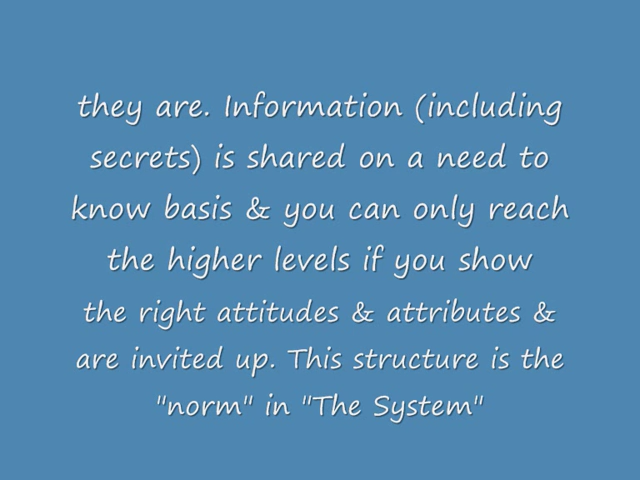 they are. Information (including
secrets) is shared on a need to
know basis & you can only reach
the higher levels if you show
the right attitudes & attributes &
are invited up. This structure is the
"norm" in "The System"